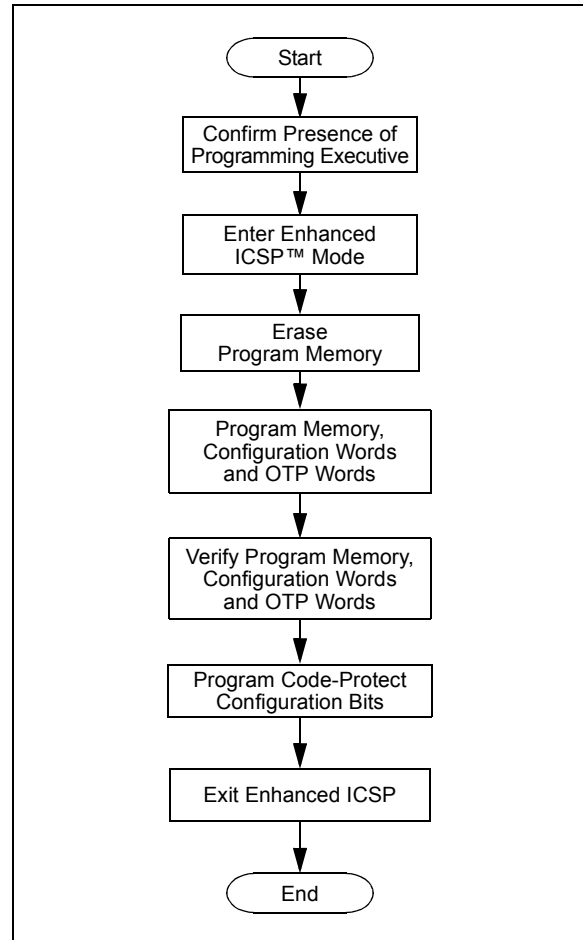 Start
Confirm Presence of
Programming Executive
Enter Enhanced
ICSP™ Mode
Erase
Program Memory
Program Memory,
Configuration Words
and OTP Words
Verify Program Memory,
Configuration Words
and OTP Words
Program Code-Protect
Configuration Bits
Exit Enhanced ICSP
End